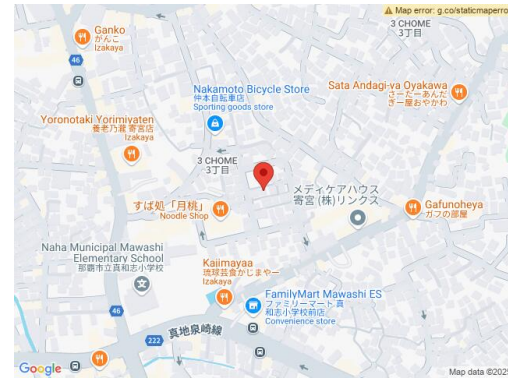 Map error: g.co/staticmaperro
3 CHOME
3丁目
Ganko
がんこ
Izakaya
46
Nakamoto Bicycle Store
仲本自転車店
Sporting goods store
Sata Andagi-ya Oyakawa
さーたーあんだ
ぎー屋おやかわ
Yoronotaki Yorimiyaten
養老乃瀧 寄宮店
Izakaya
3 CHOME
3丁目
すば処「月桃」
Noodle Shop
メディケアハウス
寄宮 (株)リンクス
Gafunoheya
ガフの部屋
Naha Municipal Mawashi
Elementary School
那覇市立真和志小学校
Kaiimayaa
琉球芸食かじまやー
Izakaya
FamilyMart Mawashi ES
ファミリーマート 真
和志小学校前店
Convenience store
46
222
真地泉崎線
Google
Map data ©2025